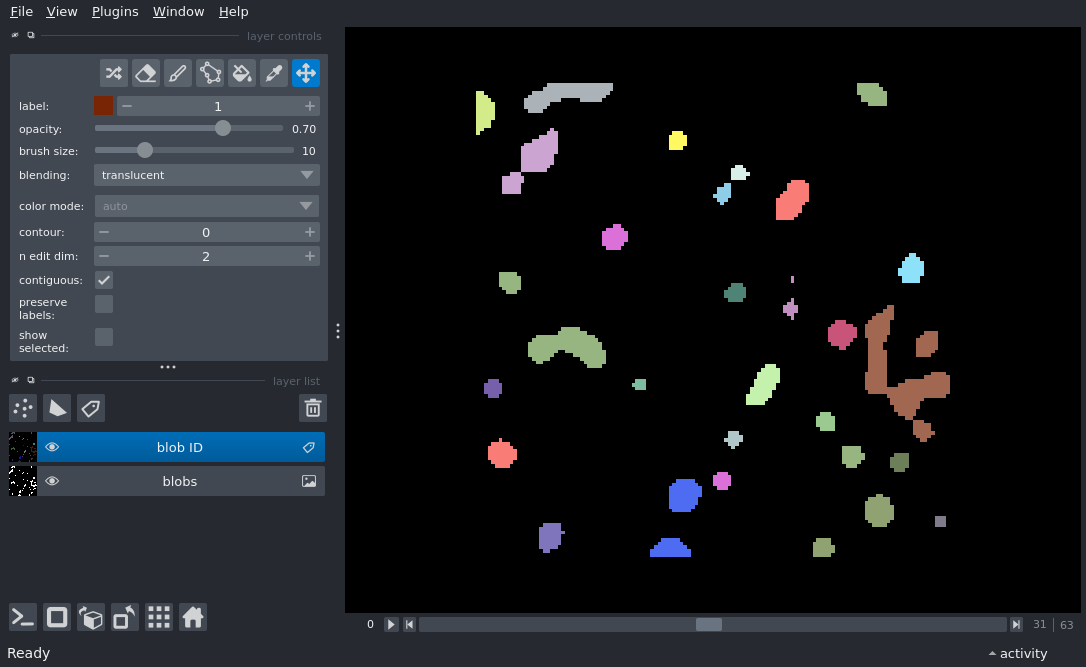 File View Plugins Window Help
layer controls
label: 1
opacity: 0.70
brush size: 10
blending: translucent
color mode: auto
contour: 0
n edit dim: 2
contiguous:
preserve
labels:
show
selected:
layer list
blob ID
blobs
0 31 63
Ready activity